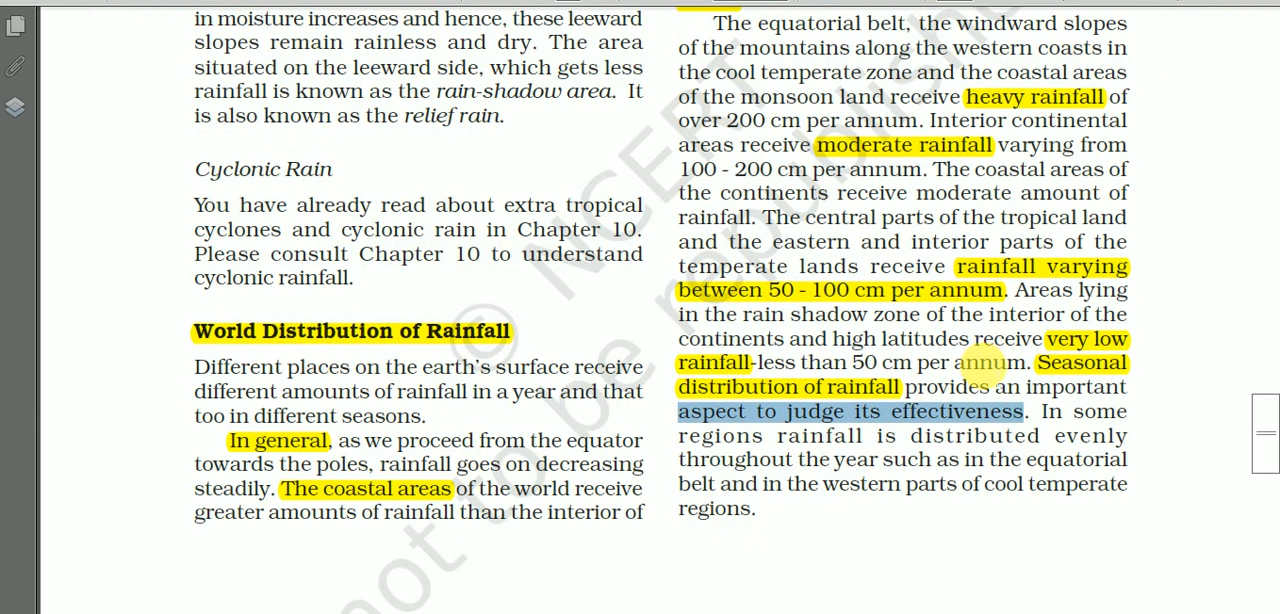 in moisture increases and hence, these leeward
slopes remain rainless and dry. The area
situated on the leeward side, which gets less
rainfall is known as the rain-shadow area. It
is also known as the relief rain.
Cyclonic Rain
You have already read about extra tropical
cyclones and cyclonic rain in Chapter 10.
Please consult Chapter 10 to understand
cyclonic rainfall.
World Distribution of Rainfall
Different places on the earth's surface receive
different amounts of rainfall in a year and that
too in different seasons.
In general, as we proceed from the equator
towards the poles, rainfall goes on decreasing
steadily. The coastal areas of the world receive
greater amounts of rainfall than the interior of
The equatorial belt, the windward slopes
of the mountains along the western coasts in
the cool temperate zone and the coastal areas
of the monsoon land receive heavy rainfall of
over 200 cm per annum. Interior continental
areas receive moderate rainfall varying from
100 - 200 cm per annum. The coastal areas of
the continents receive moderate amount of
rainfall. The central parts of the tropical land
and the eastern and interior parts of the
temperate lands receive rainfall varying
between 50 - 100 cm per annum. Areas lying
in the rain shadow zone of the interior of the
continents and high latitudes receive very low
rainfall-less than 50 cm per annum. Seasonal
distribution of rainfall provides an important
aspect to judge its effectiveness. In some
regions rainfall is distributed evenly
throughout the year such as in the equatorial
belt and in the western parts of cool temperate
regions.
© NCERT
not to be republishe